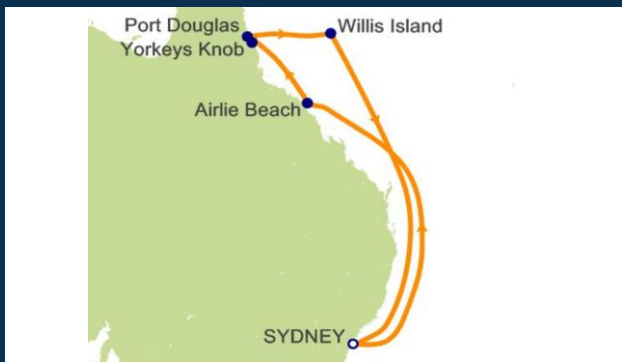 Port Douglas
Willis Island
Yorkeys Knob
Airlie Beach
SYDNEY